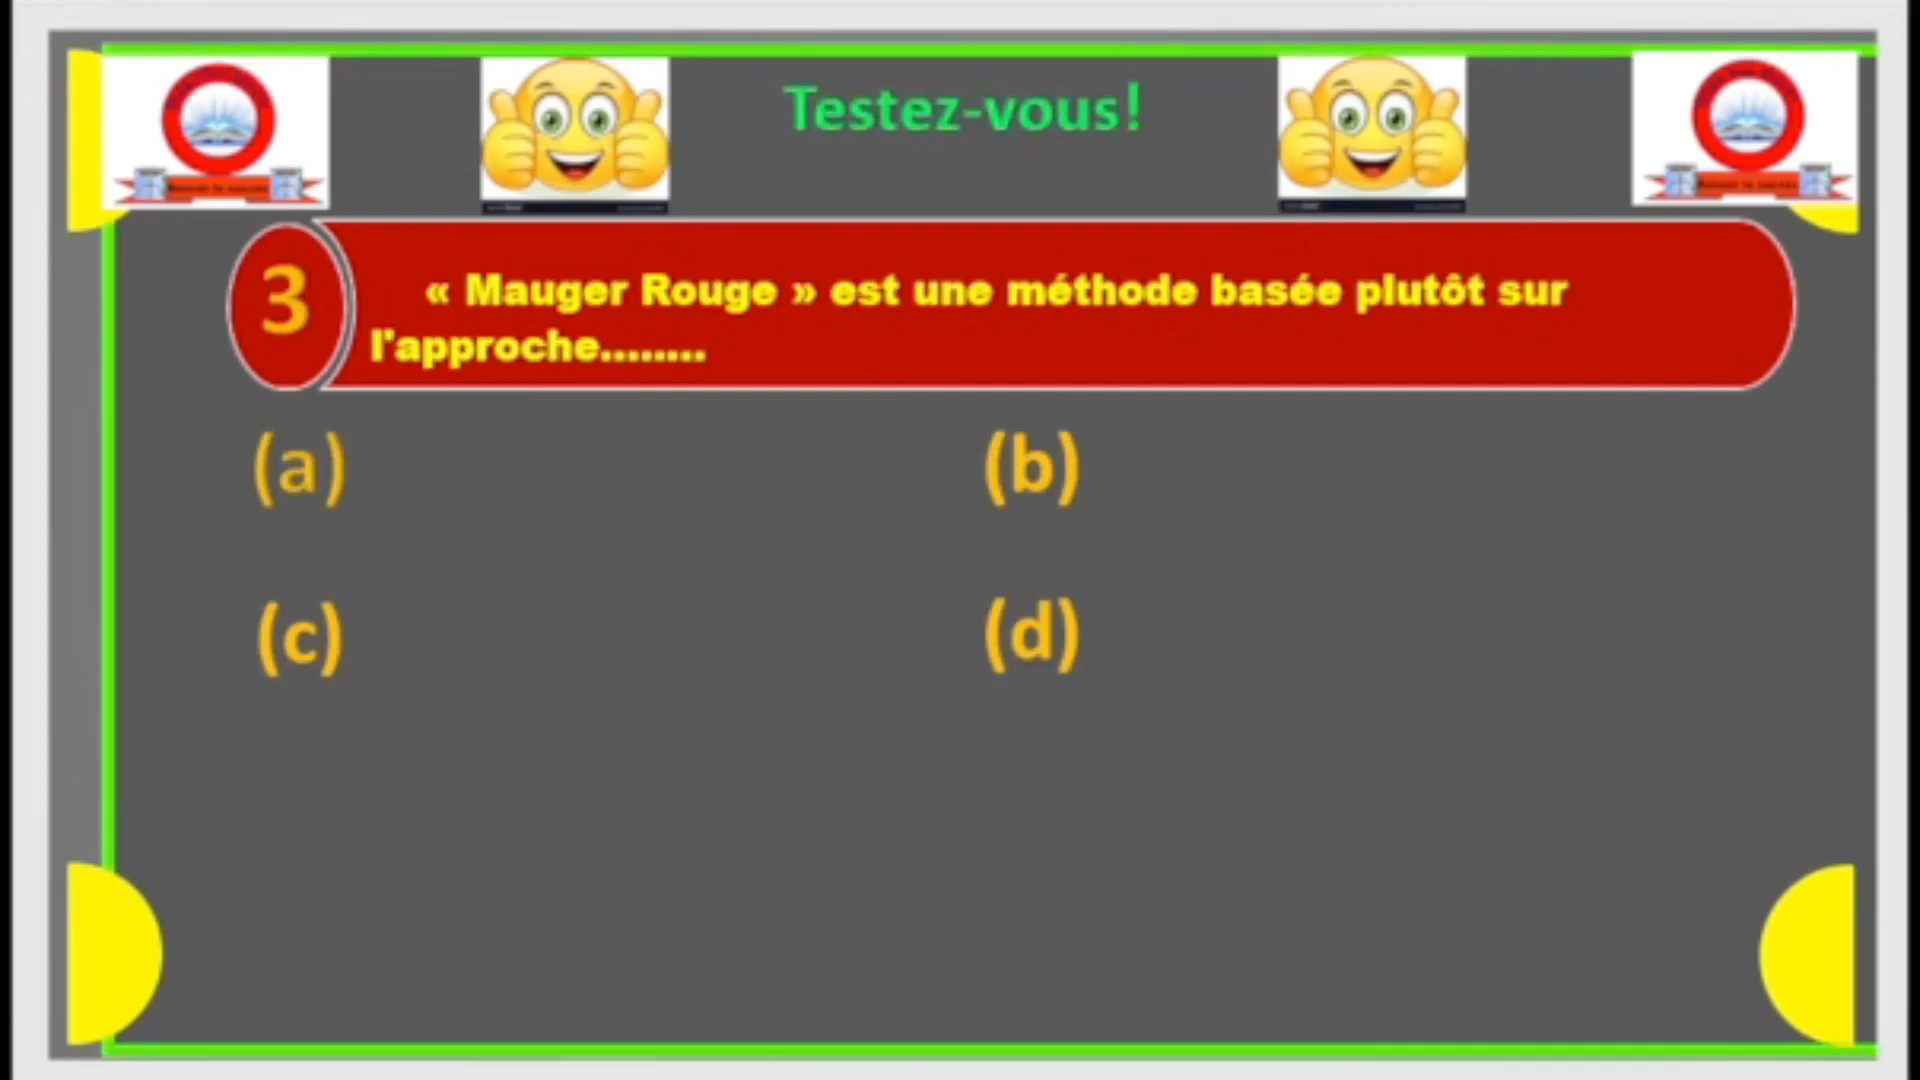 Testez-vous!
3
« Mauger Rouge » est une méthode basée plutôt sur
l'approche........
(a)
(b)
(c)
(d)